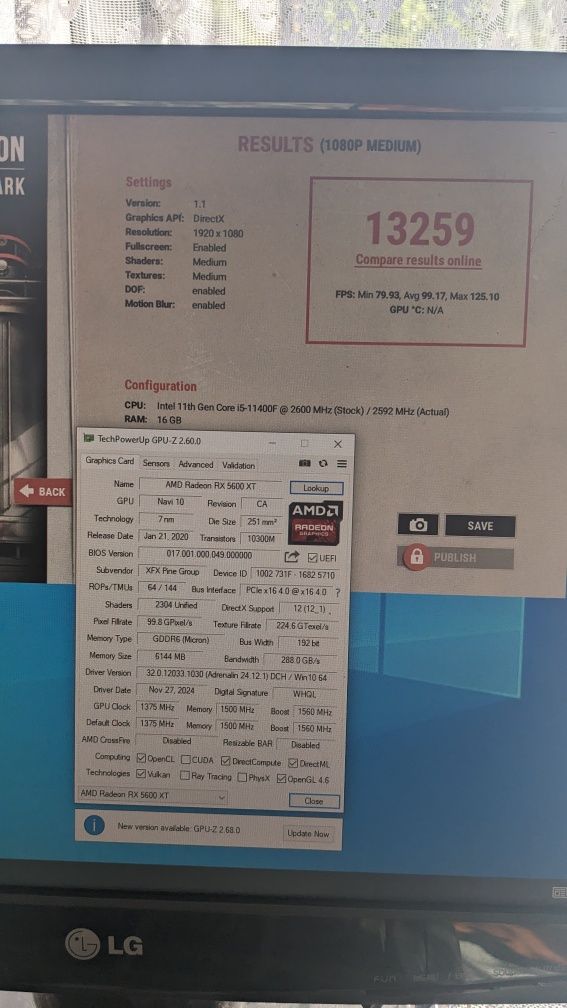 ON
ARK
RESULTS (1080P MEDIUM)
Settings
Version: 1.1
Graphics API: DirectX
Resolution: 1920 x 1080
Fullscreen: Enabled
Shaders: Medium
Textures: Medium
DOF: enabled
Motion Blur: enabled
13259
Compare results online
FPS: Min 79.93, Avg 99.17, Max 125.10
GPU °C: N/A
Configuration
CPU: Intel 11th Gen Core i5-11400F @ 2600 MHz (Stock) / 2592 MHz (Actual)
RAM: 16 GB
BACK
SAVE
PUBLISH
TechPowerUp GPU-Z 2.60.0
Graphics Card Sensors Advanced Validation
Name AMD Radeon RX 5600 XT Lookup
GPU Navi 10 Revision CA
Technology 7 nm Die Size 251 mm²
Release Date Jan 21, 2020 Transistors 10300M
AMD
RADEON
GRAPHICS
BIOS Version 017.001.000.049.000000 UEFI
Subvendor XFX Pine Group Device ID 1002 731F - 1682 5710
ROPs/TMUs 64 / 144 Bus Interface PCIe x16 4.0 @ x16 4.0 ?
Shaders 2304 Unified DirectX Support 12 (12_1)
Pixel Fillrate 99.8 GPixel/s Texture Fillrate 224.6 GTexel/s
Memory Type GDDR6 (Micron) Bus Width 192 bit
Memory Size 6144 MB Bandwidth 288.0 GB/s
Driver Version 32.0.12033.1030 (Adrenalin 24.12.1) DCH / Win10 64
Driver Date Nov 27, 2024 Digital Signature WHQL
GPU Clock 1375 MHz Memory 1500 MHz Boost 1560 MHz
Default Clock 1375 MHz Memory 1500 MHz Boost 1560 MHz
AMD CrossFire Disabled Resizable BAR Disabled
Computing OpenCL CUDA DirectCompute DirectML
Technologies Vulkan Ray Tracing PhysX OpenGL 4.6
AMD Radeon RX 5600 XT Close
New version available: GPU-Z 2.68.0 Update Now
LG
FUN MENU